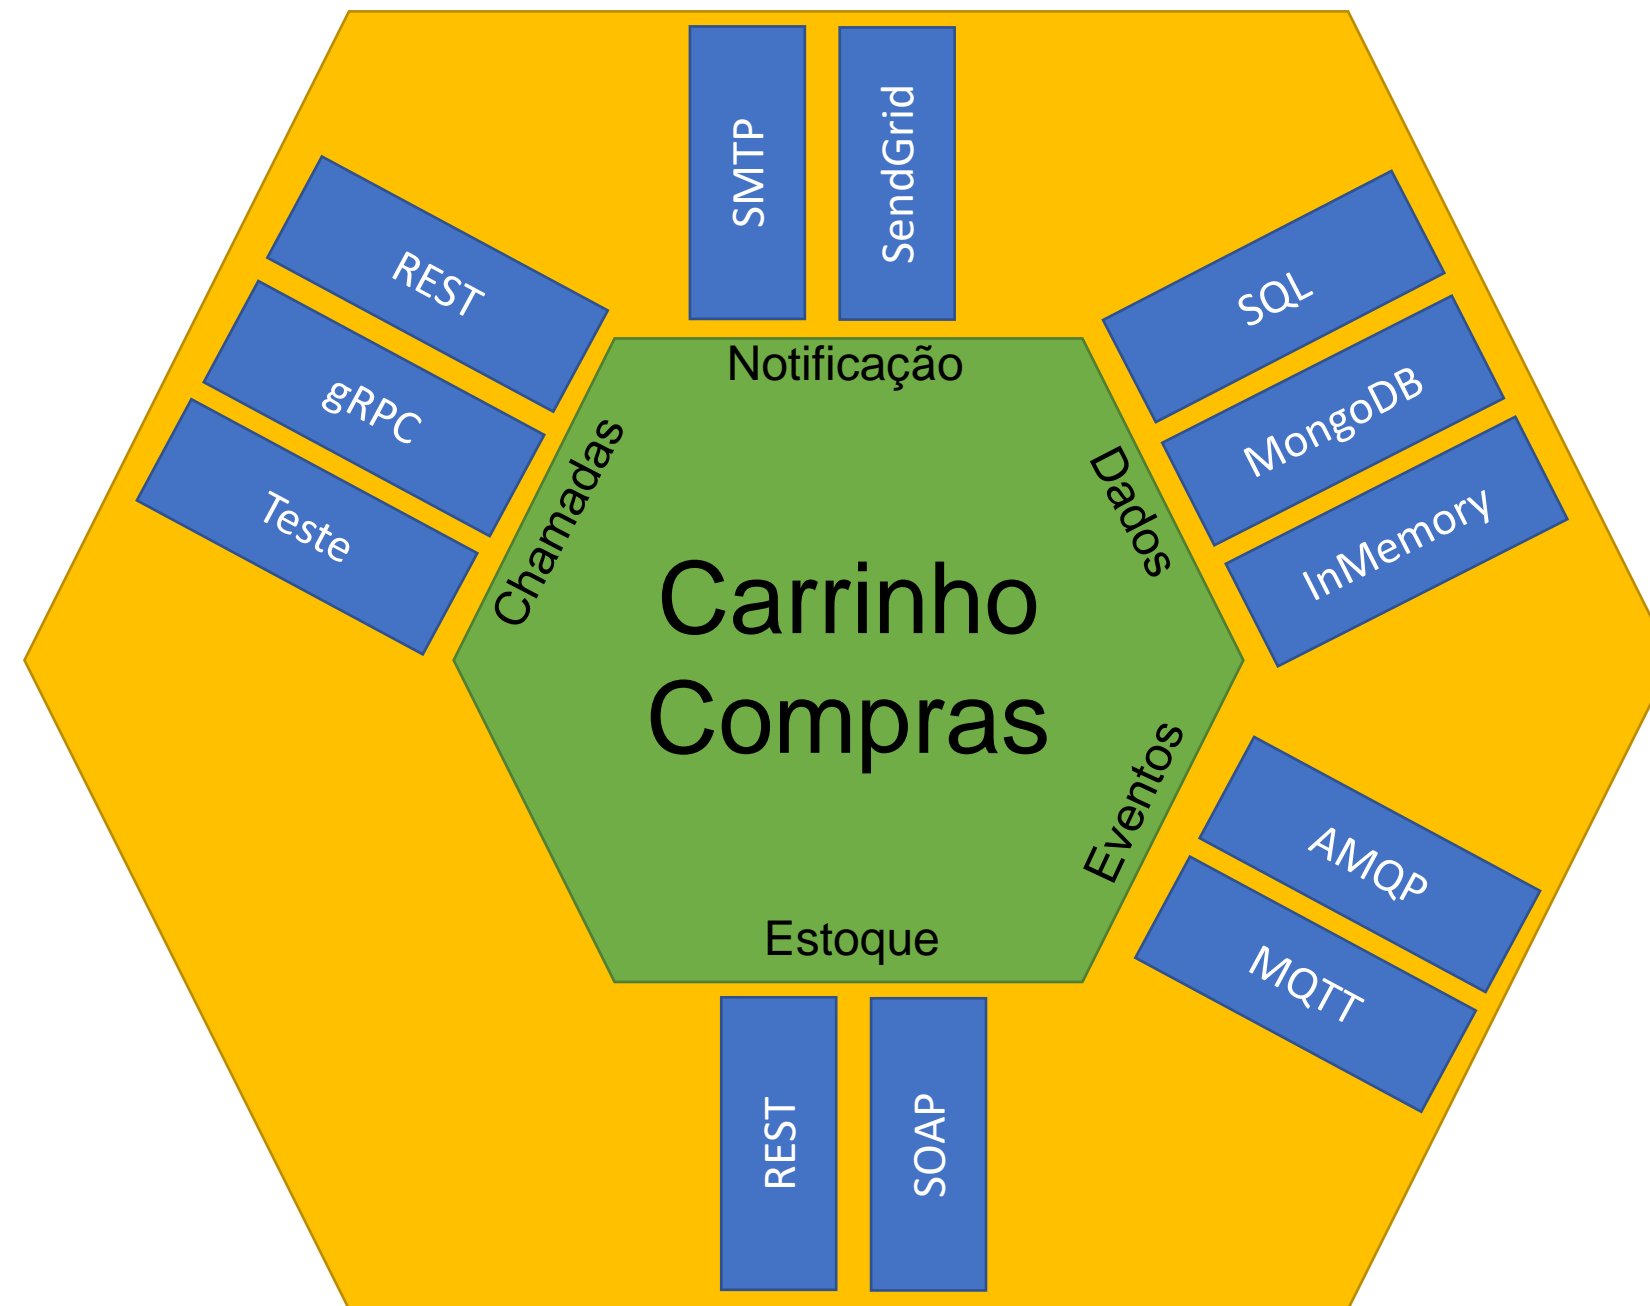 SMTP
SendGrid
REST
gRPC
Teste
SQL
MongoDB
InMemory
Notificação
Chamadas
Dados
Carrinho
Compras
Eventos
Estoque
AMQP
MQTT
REST
SOAP